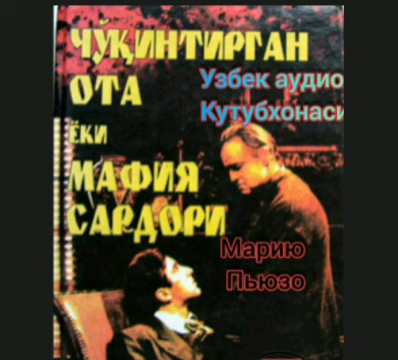 ЧЎҚИНТИРГАН
ОТА
ЁКИ
МАФИЯ
САРДОРИ
Узбек аудио
Кутубхонаси
Марию
Пьюзо